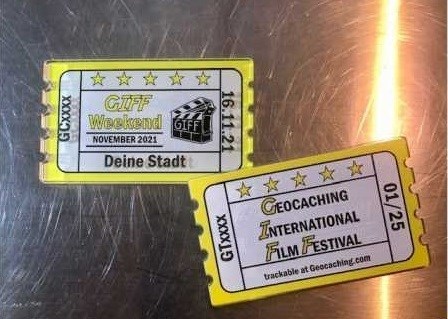 GCxxxx
GIFF
Weekend
NOVEMBER 2021
Deine Stadt
GIFF
16.11.21
GTxxxx
GEOCACHING
INTERNATIONAL
FILM FESTIVAL
trackable at Geocaching.com
01/25